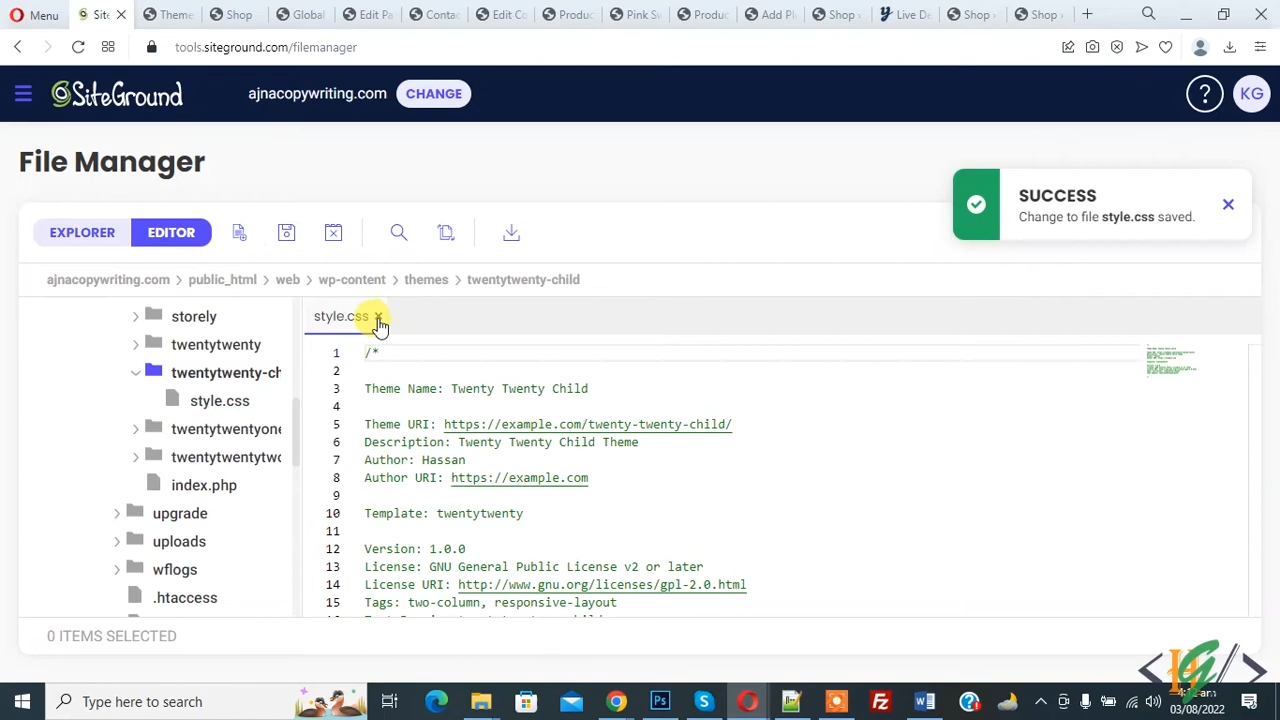 Menu
Site
Theme
Shop
Global
Edit Pa
Contac
Edit Co
Produc
Pink Sw
Produc
Add Pl
Shop »
Live De
Shop »
Shop »
tools.siteground.com/filemanager
SiteGround
ajnacopywriting.com
CHANGE
?
KG
File Manager
SUCCESS
Change to file style.css saved.
EXPLORER
EDITOR
ajnacopywriting.com > public_html > web > wp-content > themes > twentytwenty-child
storely
twentytwenty
twentytwenty-ch
style.css
twentytwentyone
twentytwentytwo
index.php
upgrade
uploads
wflogs
.htaccess
style.css
1 /*
2
3 Theme Name: Twenty Twenty Child
4
5 Theme URI: https://example.com/twenty-twenty-child/
6 Description: Twenty Twenty Child Theme
7 Author: Hassan
8 Author URI: https://example.com
9
10 Template: twentytwenty
11
12 Version: 1.0.0
13 License: GNU General Public License v2 or later
14 License URI: http://www.gnu.org/licenses/gpl-2.0.html
15 Tags: two-column, responsive-layout
0 ITEMS SELECTED
Type here to search
03/08/2022